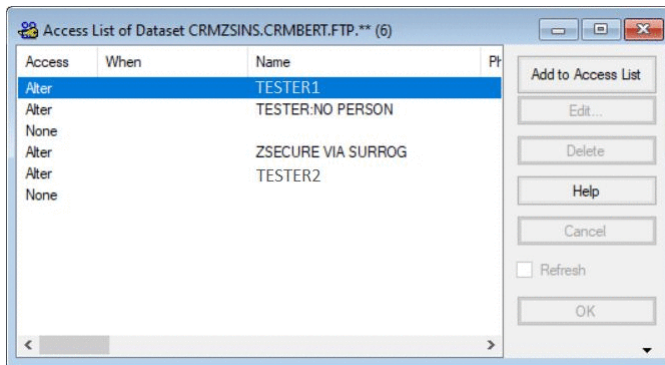 Access List of Dataset CRMZSINS.CRMBERT.FTP.** (6)
Access When Name Ph
Alter TESTER1
Alter TESTER:NO PERSON
None
Alter ZSECURE VIA SURROG
Alter TESTER2
None
Add to Access List
Edit...
Delete
Help
Cancel
Refresh
OK